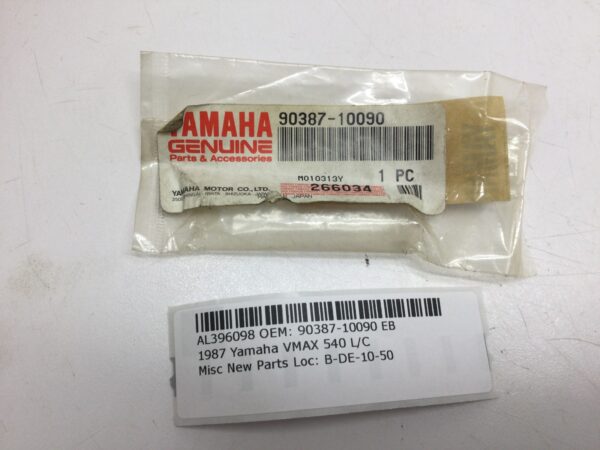 YAMAHA
GENUINE
Parts & Accessories
90387-10090
M010313Y
1 PC
YAMAHA MOTOR CO.,LTD.
266034
JAPAN
AL396098 OEM: 90387-10090 EB
1987 Yamaha VMAX 540 L/C
Misc New Parts Loc: B-DE-10-50